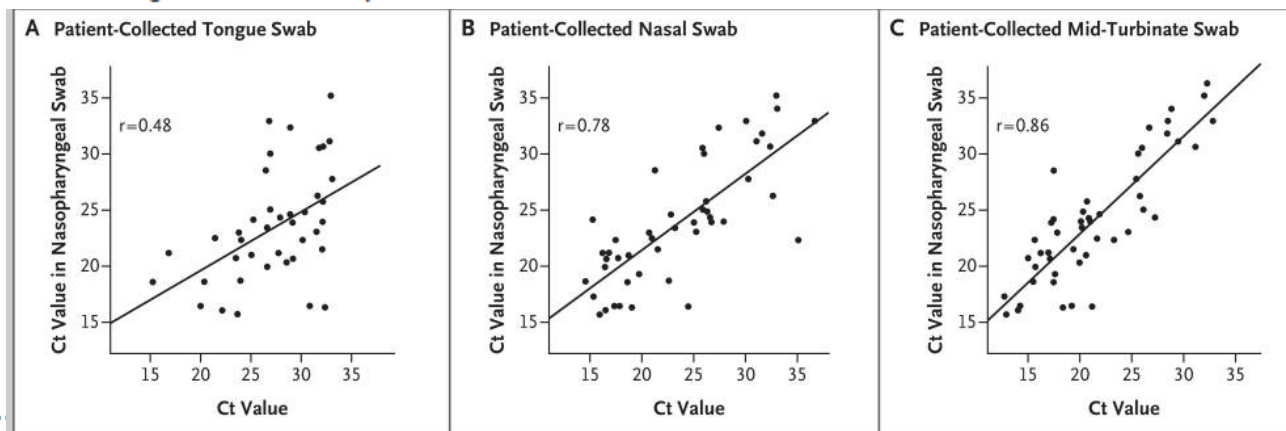 A Patient-Collected Tongue Swab
Ct Value in Nasopharyngeal Swab
35
30
25
20
15
r=0.48
15 20 25 30 35
Ct Value
B Patient-Collected Nasal Swab
Ct Value in Nasopharyngeal Swab
35
30
25
20
15
r=0.78
15 20 25 30 35
Ct Value
C Patient-Collected Mid-Turbinate Swab
Ct Value in Nasopharyngeal Swab
35
30
25
20
15
r=0.86
15 20 25 30 35
Ct Value